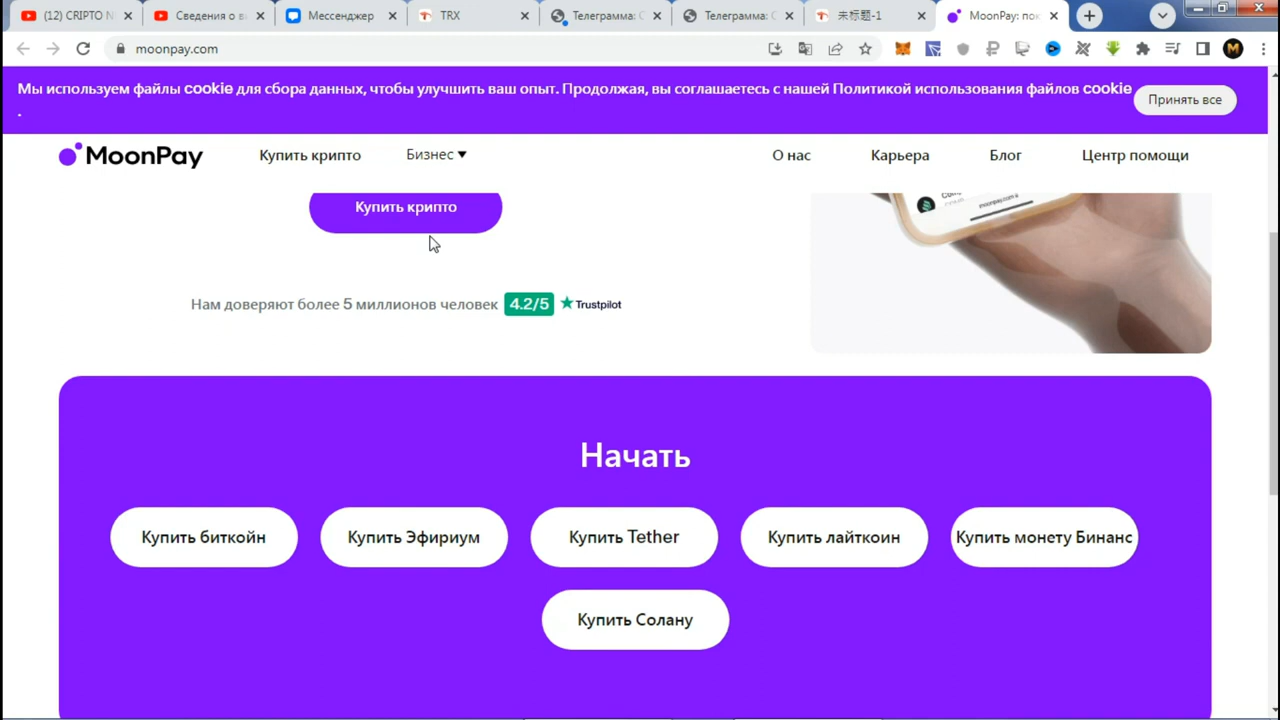 (12) CRIPTO N
Сведения о в
Мессенджер
TRX
Телеграмма: С
Телеграмма: С
未标题-1
MoonPay: пок
moonpay.com
M
Мы используем файлы cookie для сбора данных, чтобы улучшить ваш опыт. Продолжая, вы соглашаетесь с нашей Политикой использования файлов cookie
.
Принять все
MoonPay
Купить крипто
Бизнес ▼
О нас
Карьера
Блог
Центр помощи
Купить крипто
moonpay.com
Нам доверяют более 5 миллионов человек 4.2/5 Trustpilot
Начать
Купить биткойн
Купить Эфириум
Купить Tether
Купить лайткоин
Купить монету Бинанс
Купить Солану